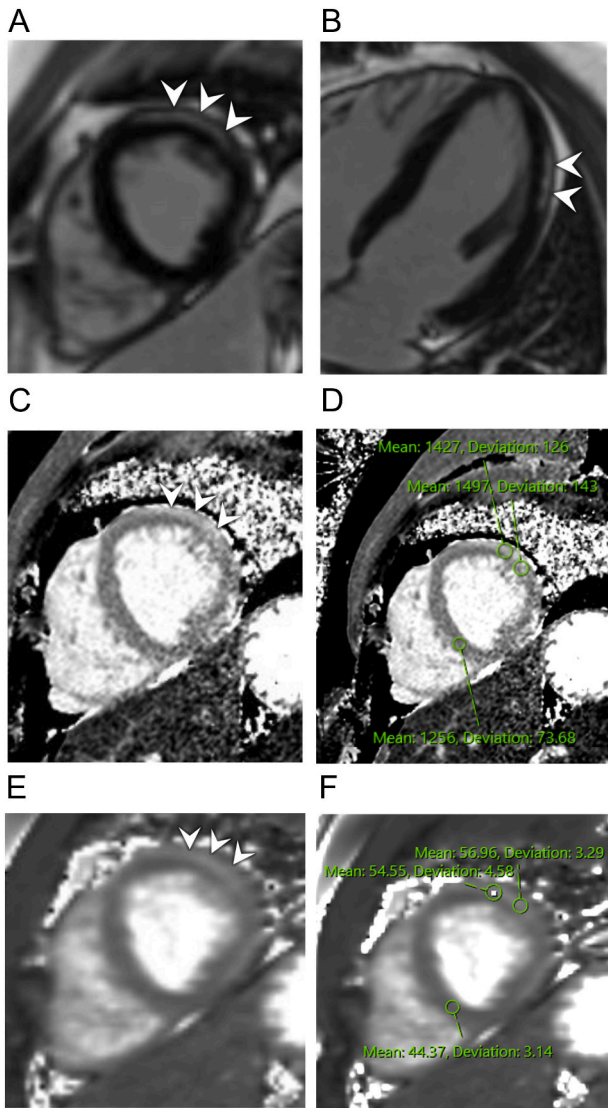 A
B
C
D
Mean: 1427, Deviation: 126
Mean: 1497, Deviation: 143
Mean: 1256, Deviation: 73.68
E
F
Mean: 56.96, Deviation: 3.29
Mean: 54.55, Deviation: 4.58
Mean: 44.37, Deviation: 3.14